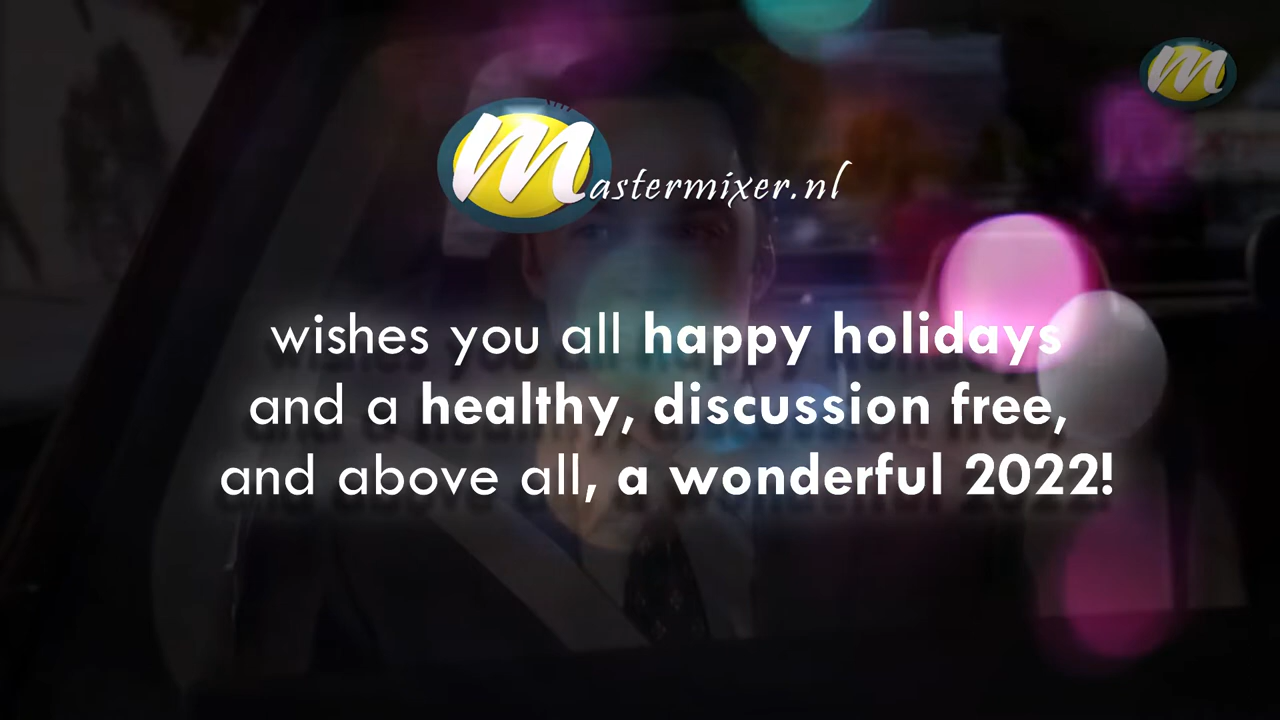 Mastermixer.nl
m
wishes you all happy holidays
and a healthy, discussion free,
and above all, a wonderful 2022!